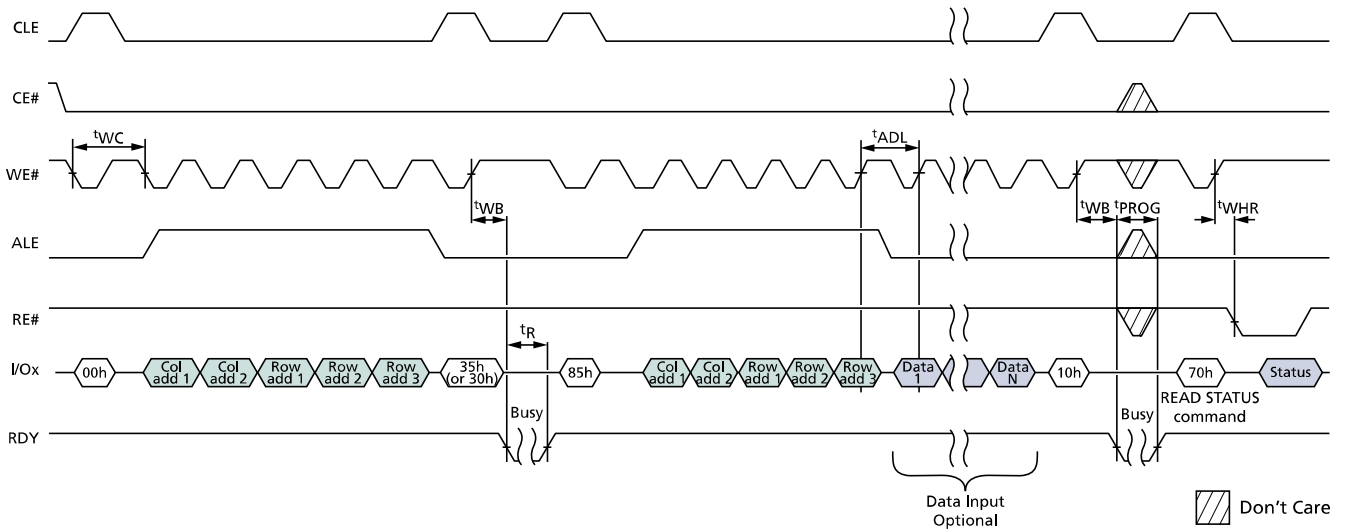 CLE
CE#
tWC
tADL
WE#
tWB
tWB
tPROG
tWHR
ALE
RE#
tR
I/Ox
00h
Col
add 1
Col
add 2
Row
add 1
Row
add 2
Row
add 3
35h
(or 30h)
85h
Col
add 1
Col
add 2
Row
add 1
Row
add 2
Row
add 3
Data
1
Data
N
10h
70h
Status
READ STATUS
command
Busy
Busy
RDY
Data Input
Optional
Don't Care